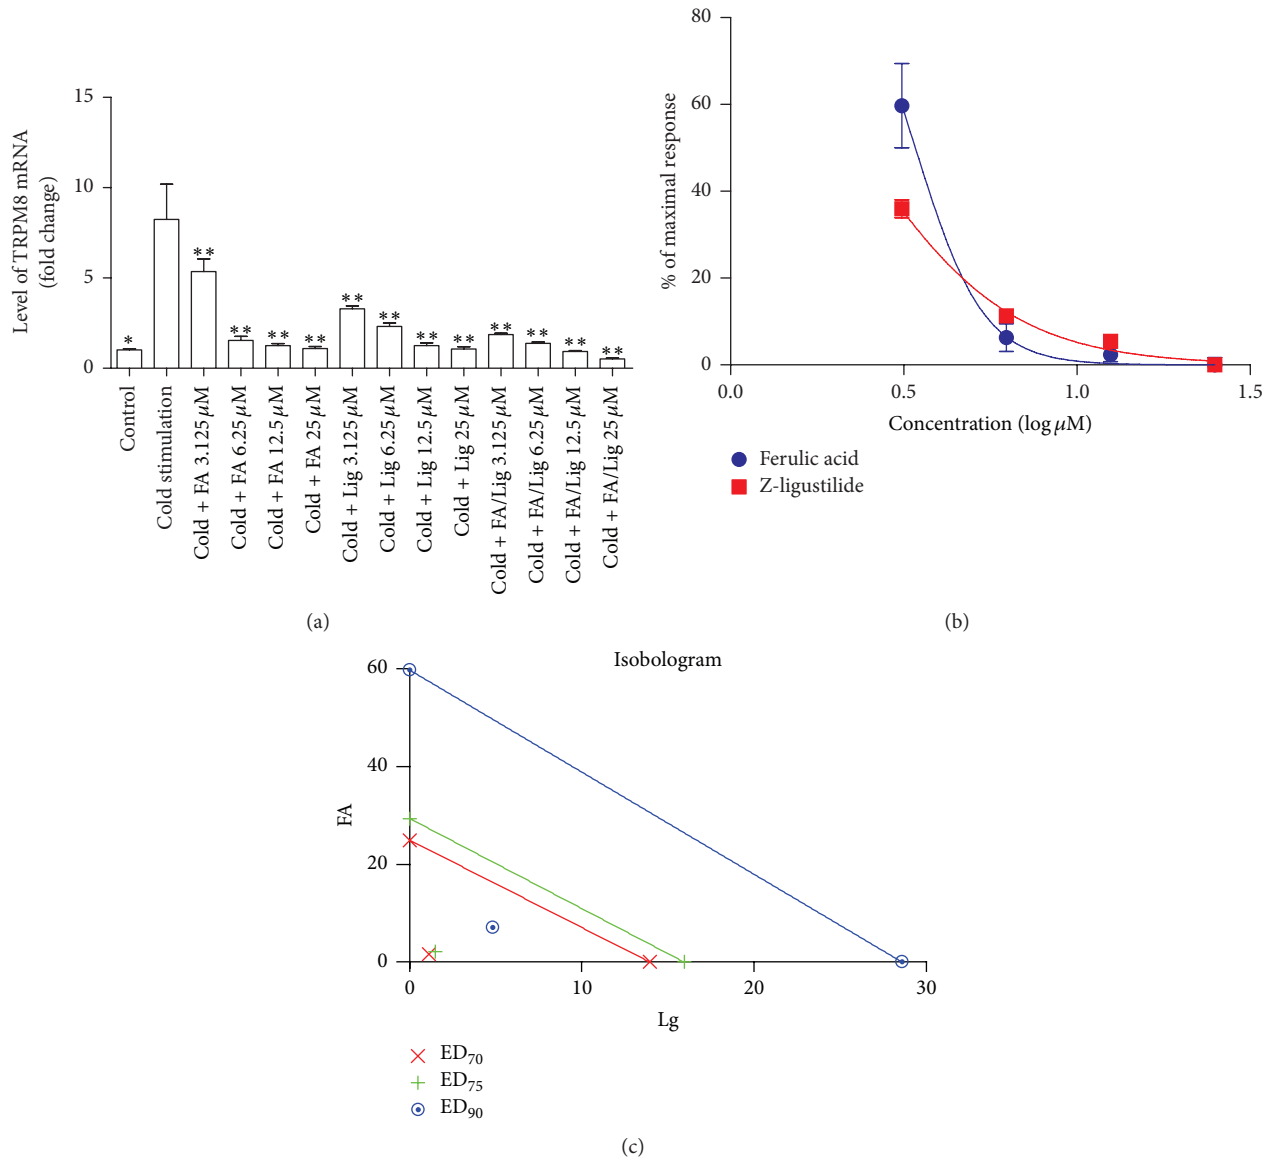 15
10
5
0
Level of TRPM8 mRNA
(fold change)
*
**
**
**
**
**
**
**
**
**
**
**
**
Control
Cold stimulation
Cold + FA 3.125 μM
Cold + FA 6.25 μM
Cold + FA 12.5 μM
Cold + FA 25 μM
Cold + Lig 3.125 μM
Cold + Lig 6.25 μM
Cold + Lig 12.5 μM
Cold + Lig 25 μM
Cold + FA/Lig 3.125 μM
Cold + FA/Lig 6.25 μM
Cold + FA/Lig 12.5 μM
Cold + FA/Lig 25 μM
(a)
80
60
40
20
0
% of maximal response
0.0 0.5 1.0 1.5
Concentration (log μM)
Ferulic acid
Z-ligustilide
(b)
Isobologram
60
40
20
0
FA
0 10 20 30
Lg
ED70
ED75
ED90
(c)